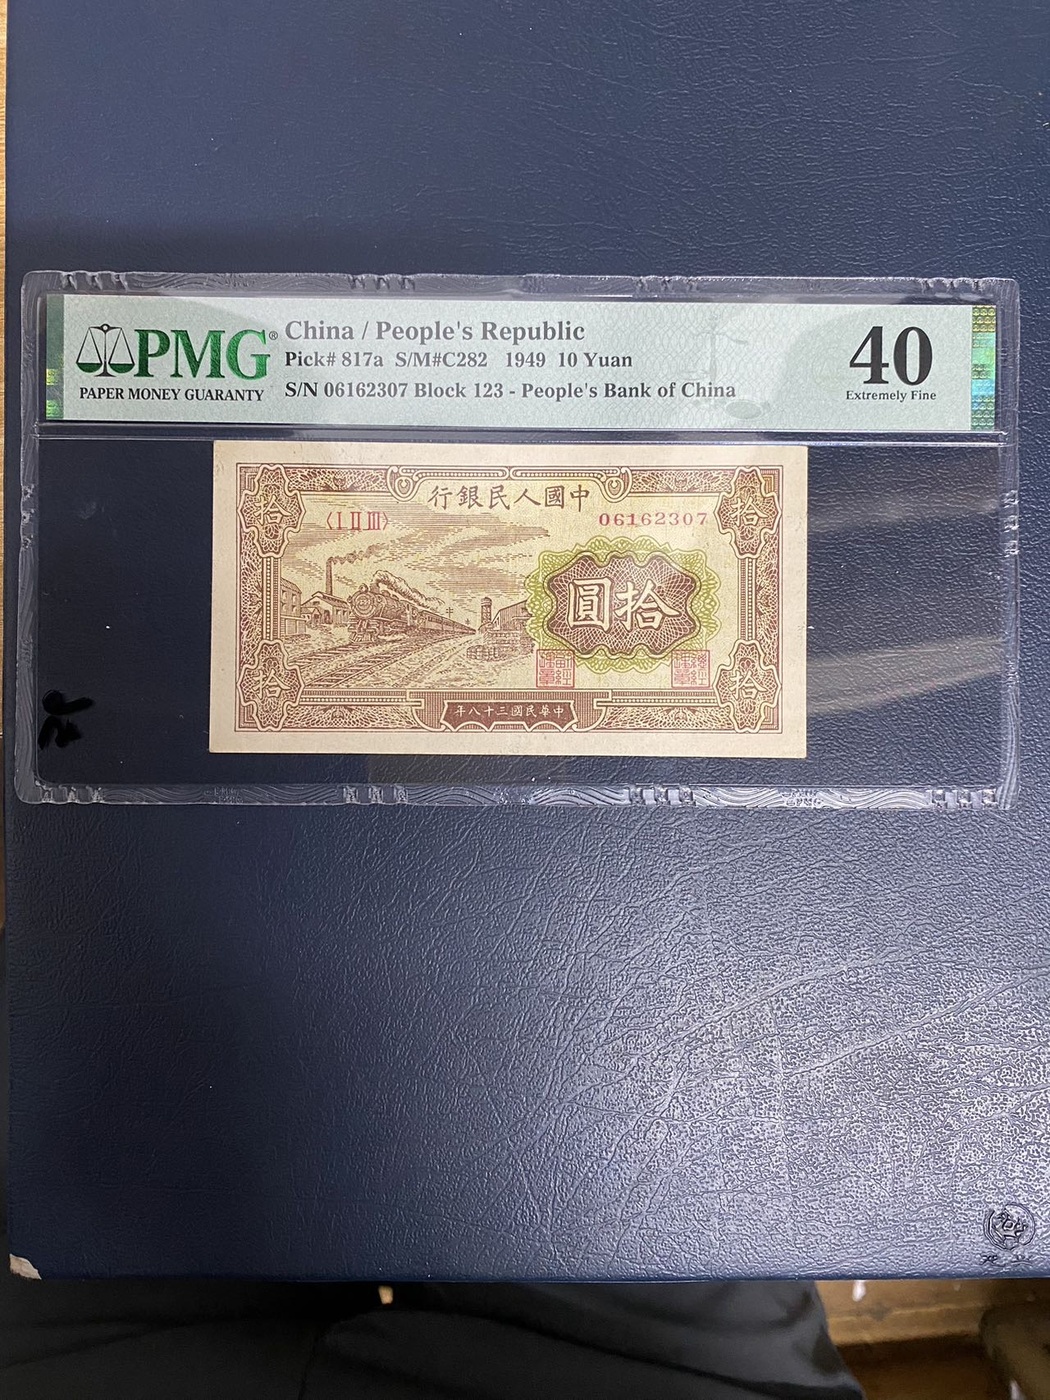 PMG®
PAPER MONEY GUARANTY
China / People's Republic
Pick# 817a S/M#C282 1949 10 Yuan
S/N 06162307 Block 123 - People's Bank of China
40
Extremely Fine
行銀民人國中
〈I II III〉
06162307
拾
拾
圓拾
拾
拾
年八十三國民華中